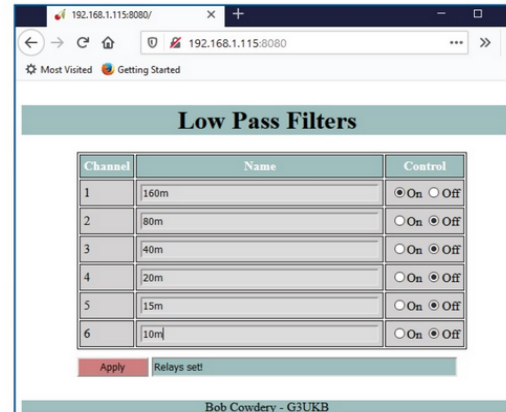 192.168.1.115:8080/
192.168.1.115:8080
Most Visited Getting Started
Low Pass Filters
Channel Name Control
1 160m On Off
2 80m On Off
3 40m On Off
4 20m On Off
5 15m On Off
6 10m On Off
Apply Relays set!
Bob Cowdery - G3UKB